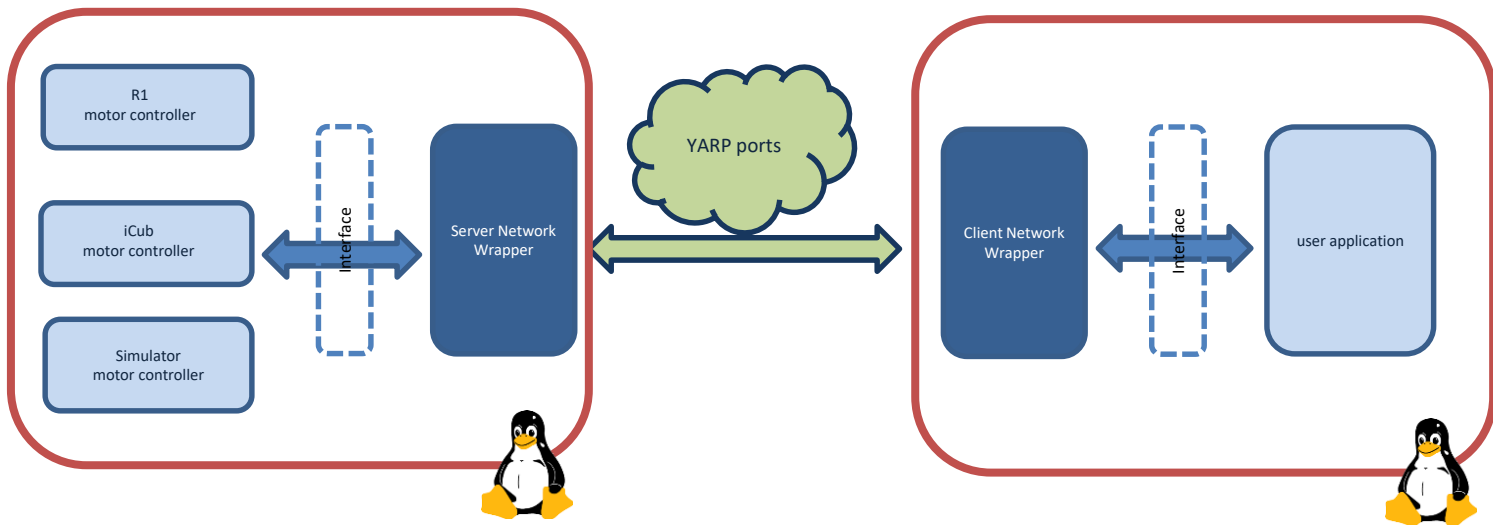 R1
motor controller
iCub
motor controller
Simulator
motor controller
Interface
Server Network
Wrapper
YARP ports
Client Network
Wrapper
Interface
user application